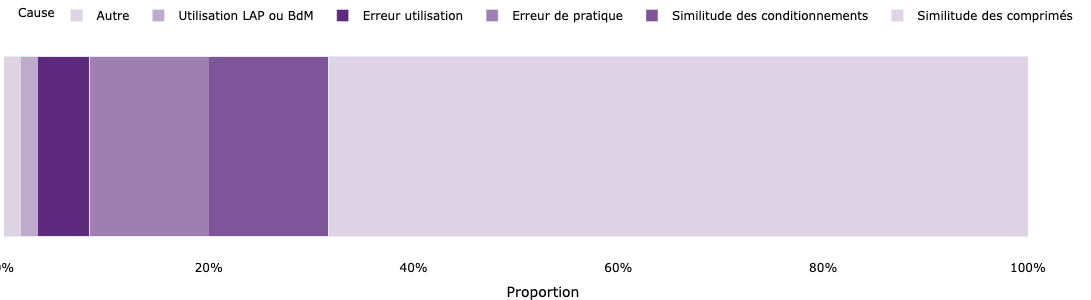 Cause Autre Utilisation LAP ou BdM Erreur utilisation Erreur de pratique Similitude des conditionnements Similitude des comprimés
% 20% 40% 60% 80% 100%
Proportion